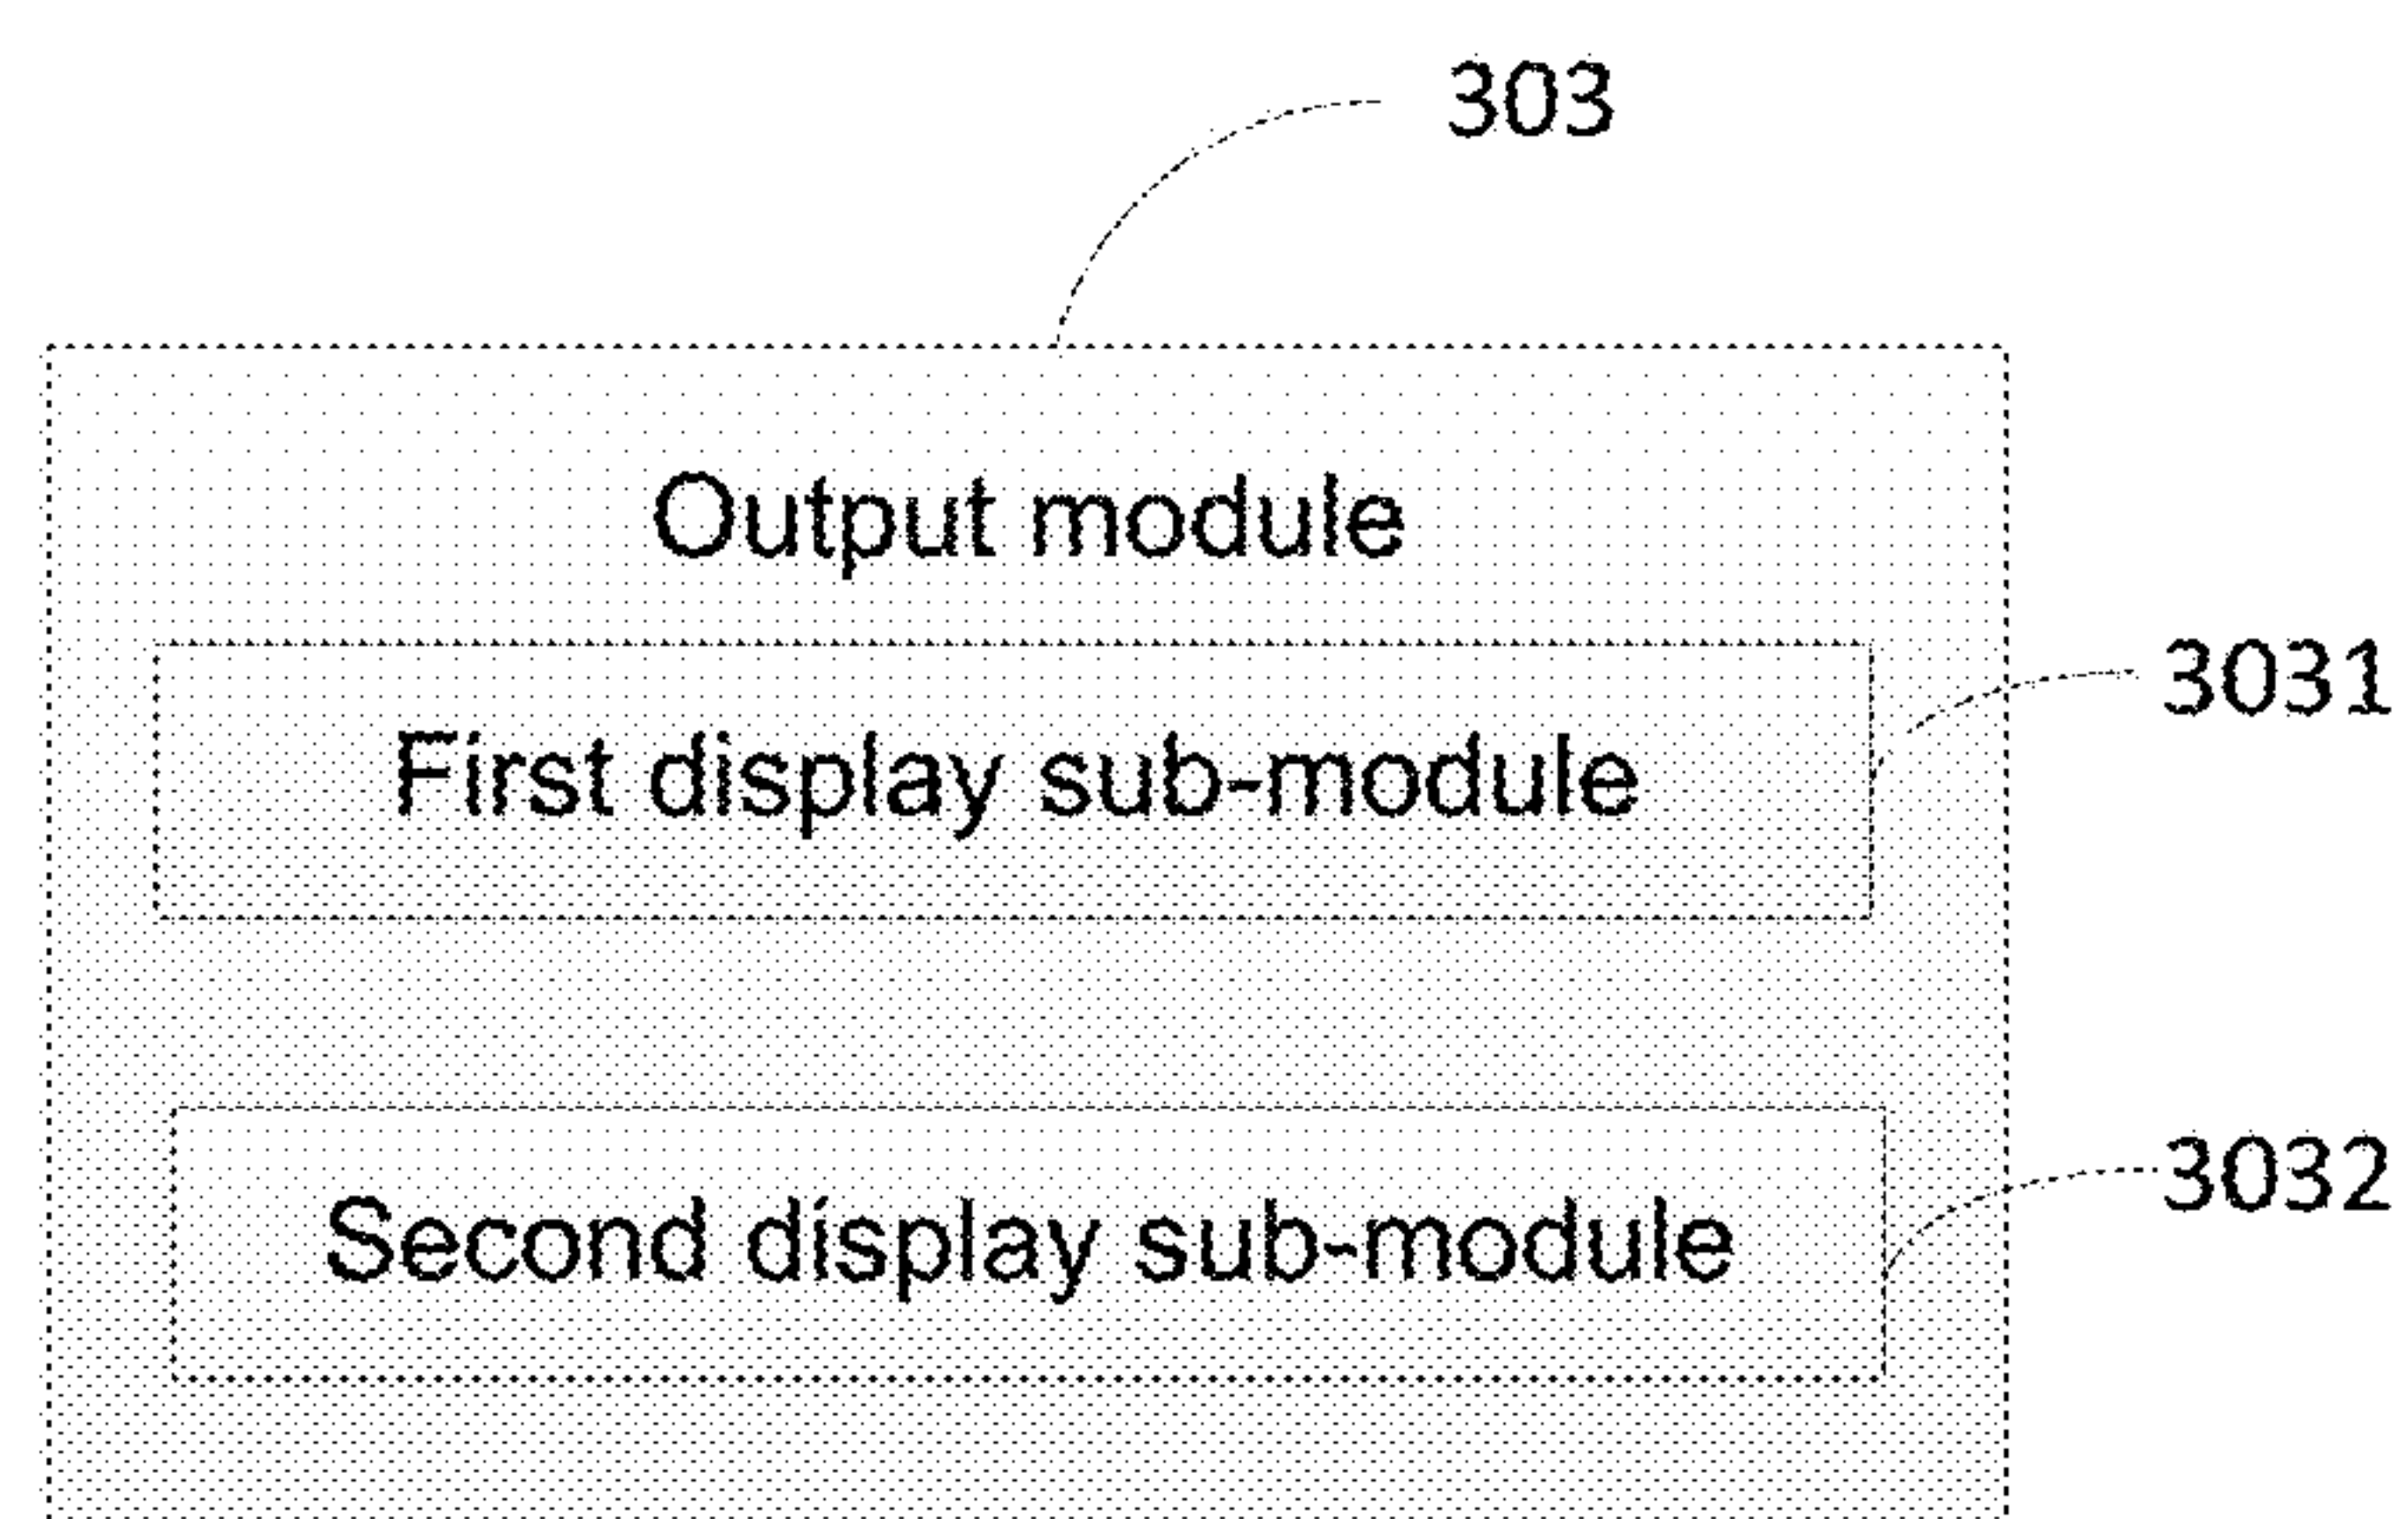 303
Output module
3031
First display sub-module
3032
Second display sub-module